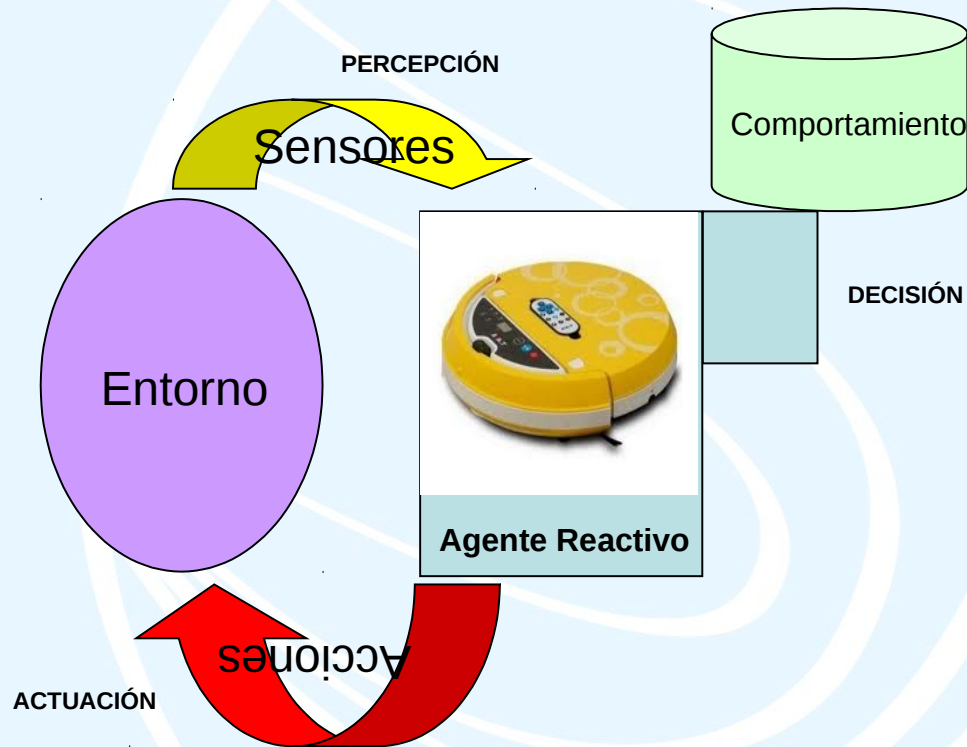 PERCEPCIÓN
Sensores
Comportamiento
DECISIÓN
Entorno
Agente Reactivo
Acciones
ACTUACIÓN